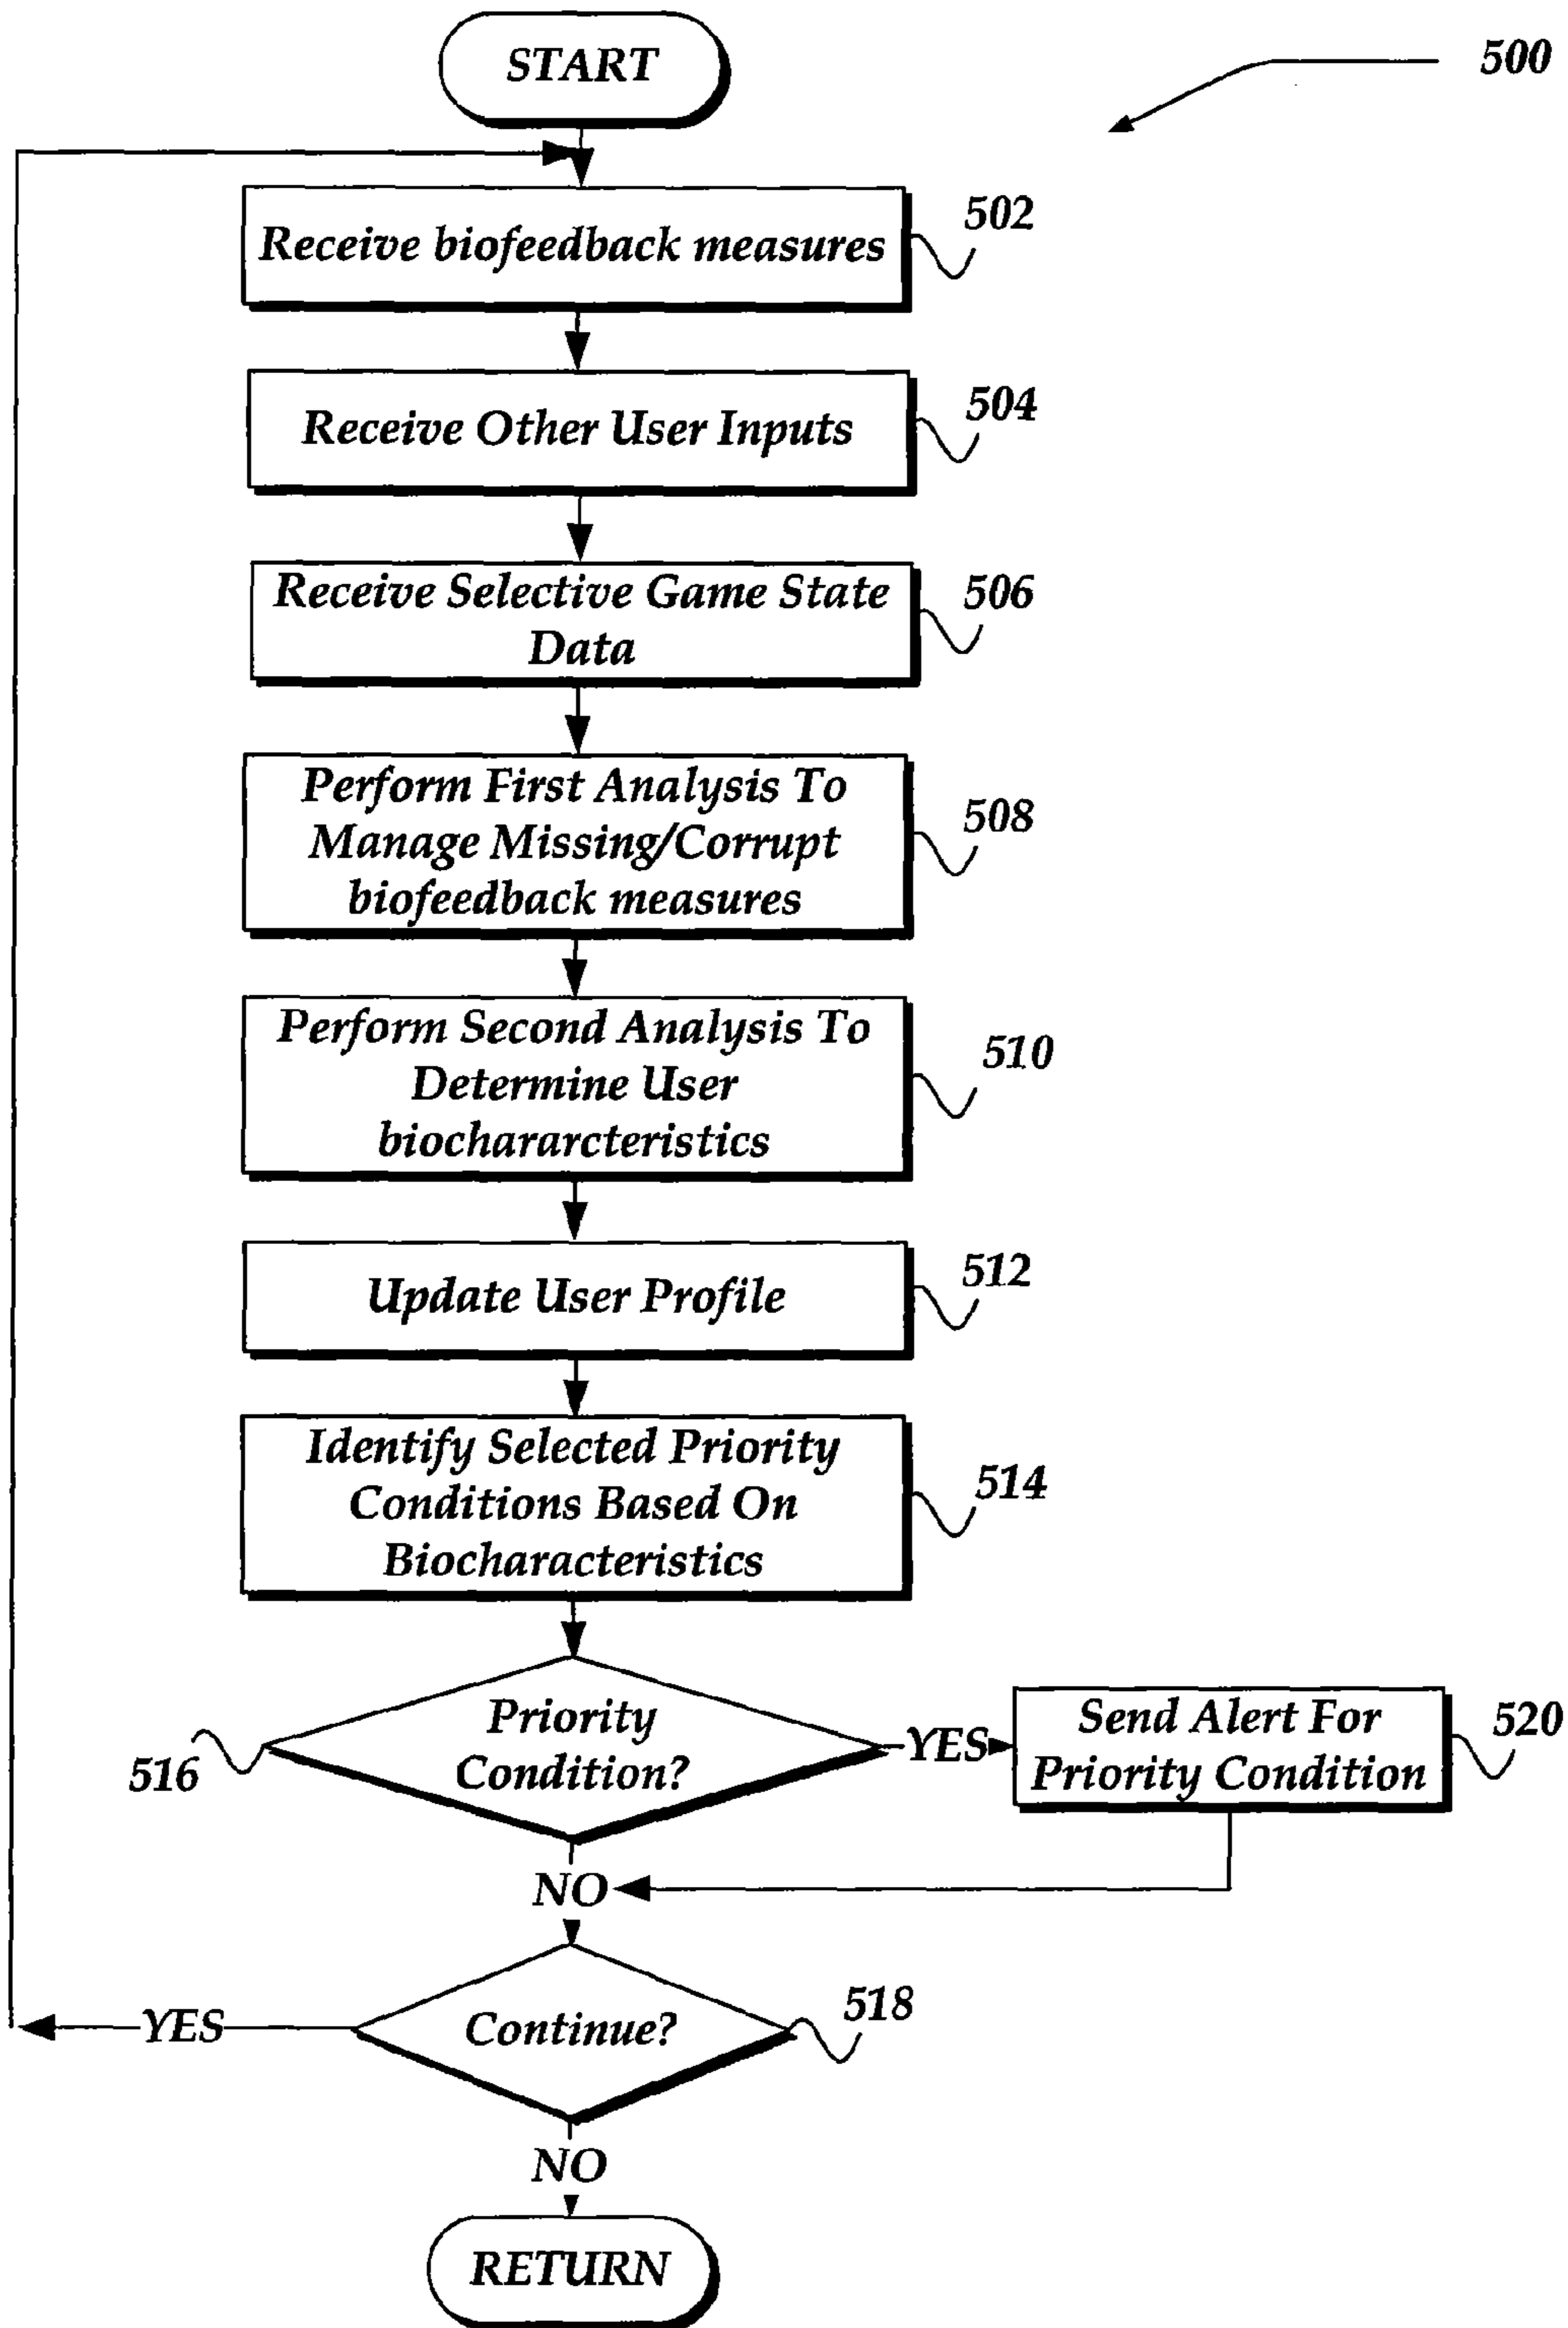 START
500
Receive biofeedback measures
502
Receive Other User Inputs
504
Receive Selective Game State
Data
506
Perform First Analysis To
Manage Missing/Corrupt
biofeedback measures
508
Perform Second Analysis To
Determine User
biochararcteristics
510
Update User Profile
512
Identify Selected Priority
Conditions Based On
Biocharacteristics
514
Priority
Condition?
516
YES
Send Alert For
Priority Condition
520
NO
Continue?
518
YES
NO
RETURN